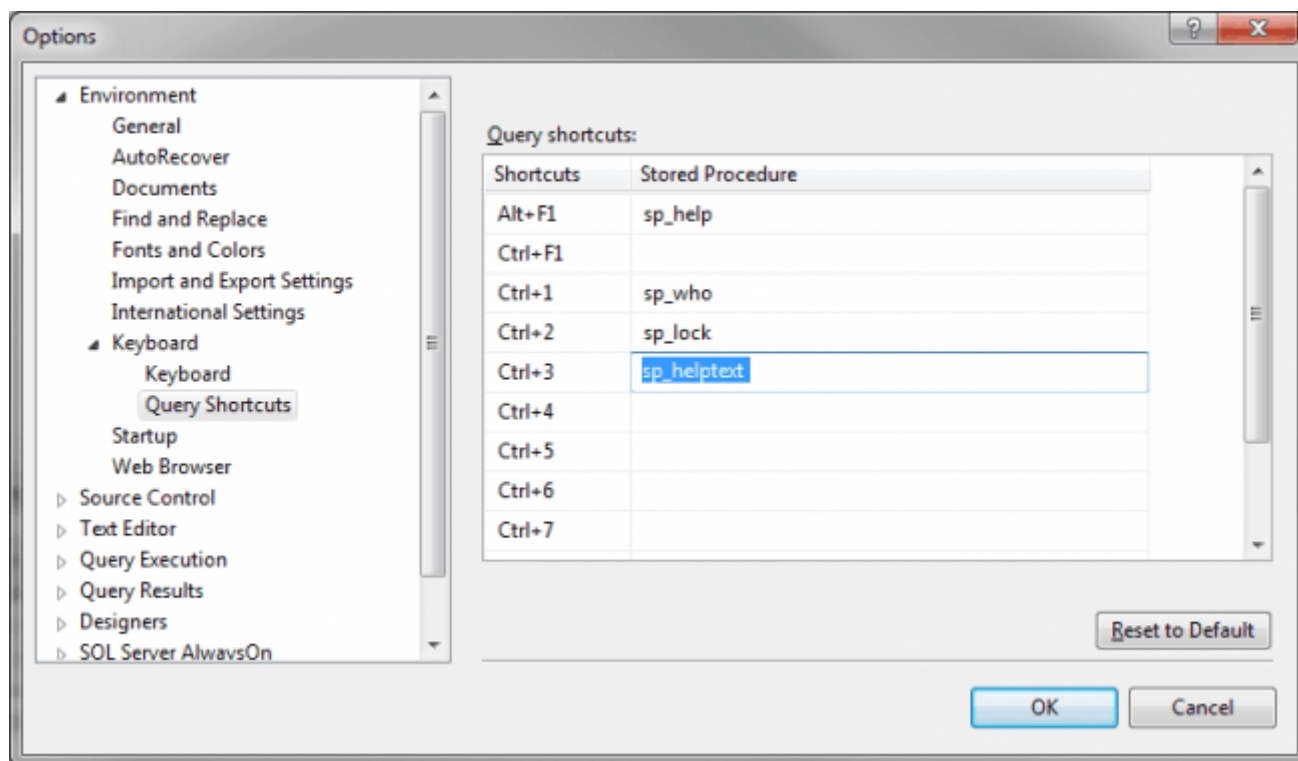 Options
Environment
General
AutoRecover
Documents
Find and Replace
Fonts and Colors
Import and Export Settings
International Settings
Keyboard
Keyboard
Query Shortcuts
Startup
Web Browser
Source Control
Text Editor
Query Execution
Query Results
Designers
SQL Server AlwaysOn
Query shortcuts:
Shortcuts Stored Procedure
Alt+F1 sp_help
Ctrl+F1
Ctrl+1 sp_who
Ctrl+2 sp_lock
Ctrl+3 sp_helptext
Ctrl+4
Ctrl+5
Ctrl+6
Ctrl+7
Reset to Default
OK Cancel